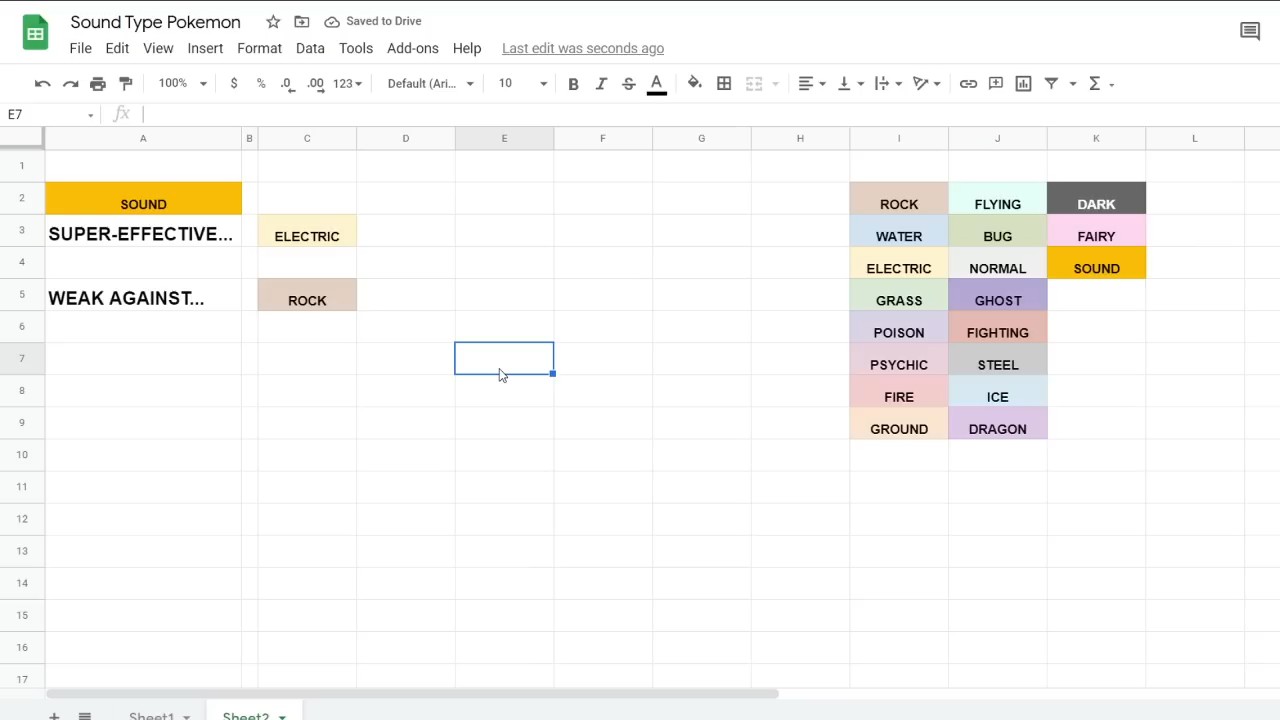 Sound Type Pokemon
Saved to Drive
File Edit View Insert Format Data Tools Add-ons Help Last edit was seconds ago
100% $ % .0 .00 123 Default (Ari... 10 B I S A Σ
E7 fx
A B C D E F G H I J K L
1
2 SOUND ROCK FLYING DARK
3 SUPER-EFFECTIVE... ELECTRIC WATER BUG FAIRY
4 ELECTRIC NORMAL SOUND
5 WEAK AGAINST... ROCK GRASS GHOST
6 POISON FIGHTING
7 PSYCHIC STEEL
8 FIRE ICE
9 GROUND DRAGON
10
11
12
13
14
15
16
17
Sheet1 Sheet2